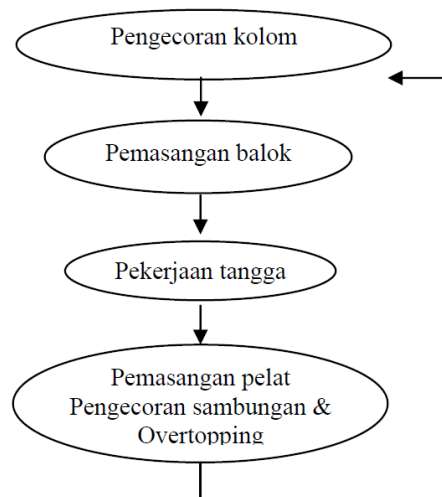 Pengecoran kolom
Pemasangan balok
Pekerjaan tangga
Pemasangan pelat
Pengecoran sambungan &
Overtopping